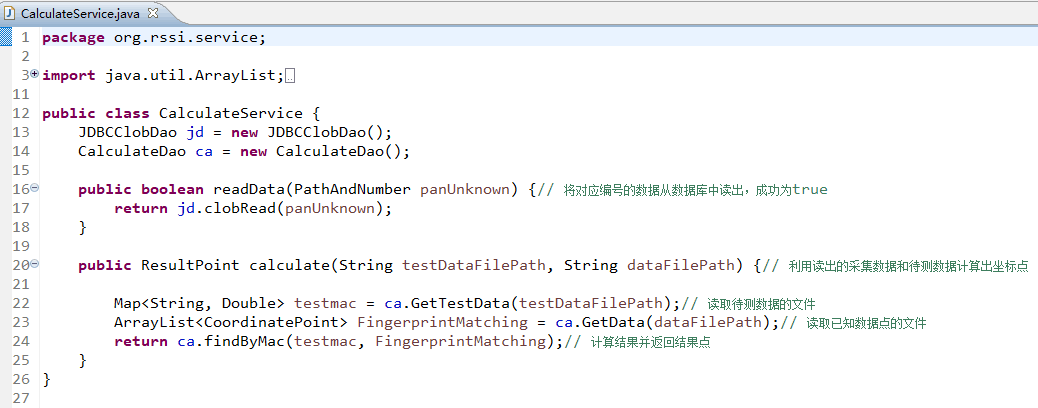 CalculateService.java
1 package org.rssi.service;
2
3 import java.util.ArrayList;
11
12 public class CalculateService {
13 JDBCClobDao jd = new JDBCClobDao();
14 CalculateDao ca = new CalculateDao();
15
16 public boolean readData(PathAndNumber panUnknown) {// 将对应编号的数据从数据库中读出，成功为true
17 return jd.clobRead(panUnknown);
18 }
19
20 public ResultPoint calculate(String testDataFilePath, String dataFilePath) {// 利用读出的采集数据和待测数据计算出坐标点
21
22 Map<String, Double> testmac = ca.GetTestData(testDataFilePath);// 读取待测数据的文件
23 ArrayList<CoordinatePoint> FingerprintMatching = ca.GetData(dataFilePath);// 读取已知数据点的文件
24 return ca.findByMac(testmac, FingerprintMatching);// 计算结果并返回结果点
25 }
26 }
27